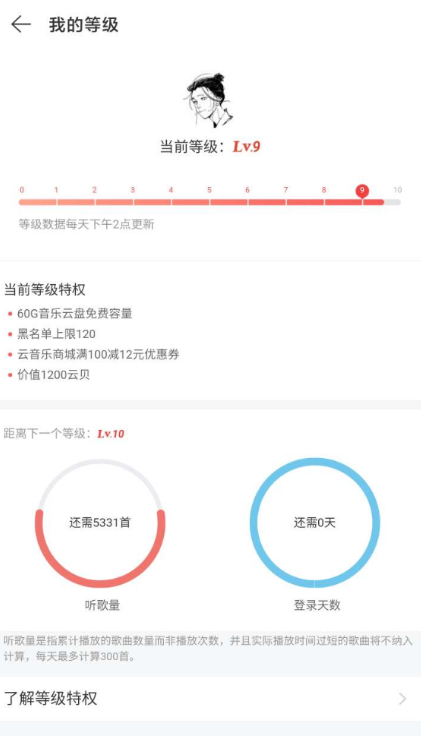 我的等级
当前等级：Lv.9
0 1 2 3 4 5 6 7 8 9 10
等级数据每天下午2点更新
当前等级特权
60G音乐云盘免费容量
黑名单上限120
云音乐商城满100减12元优惠券
价值1200云贝
距离下一个等级：Lv.10
还需5331首 还需0天
听歌量 登录天数
听歌量是指累计播放的歌曲数量而非播放次数，并且实际播放时间过短的歌曲将不纳入
计算，每天最多计算300首。
了解等级特权